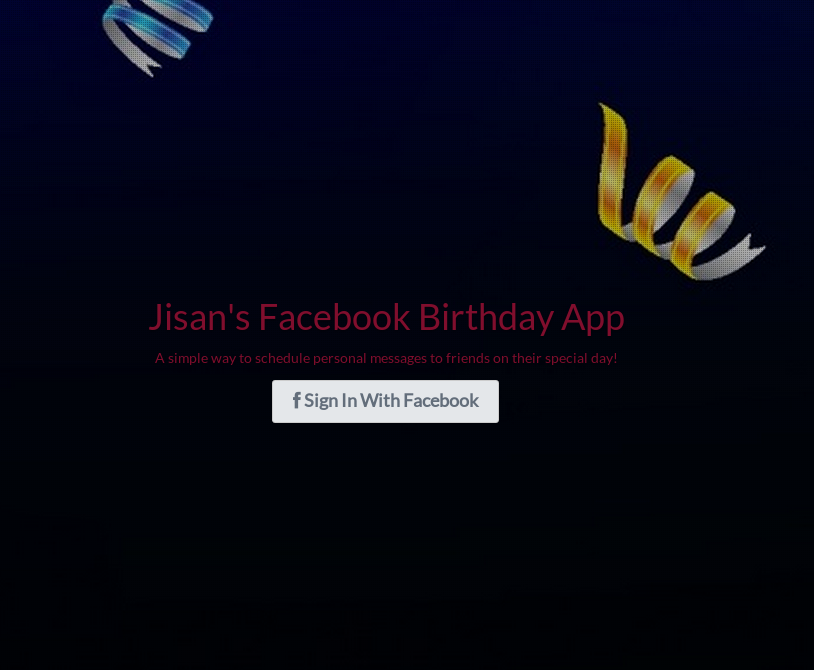 Jisan's Facebook Birthday App
A simple way to schedule personal messages to friends on their special day!
f Sign In With Facebook